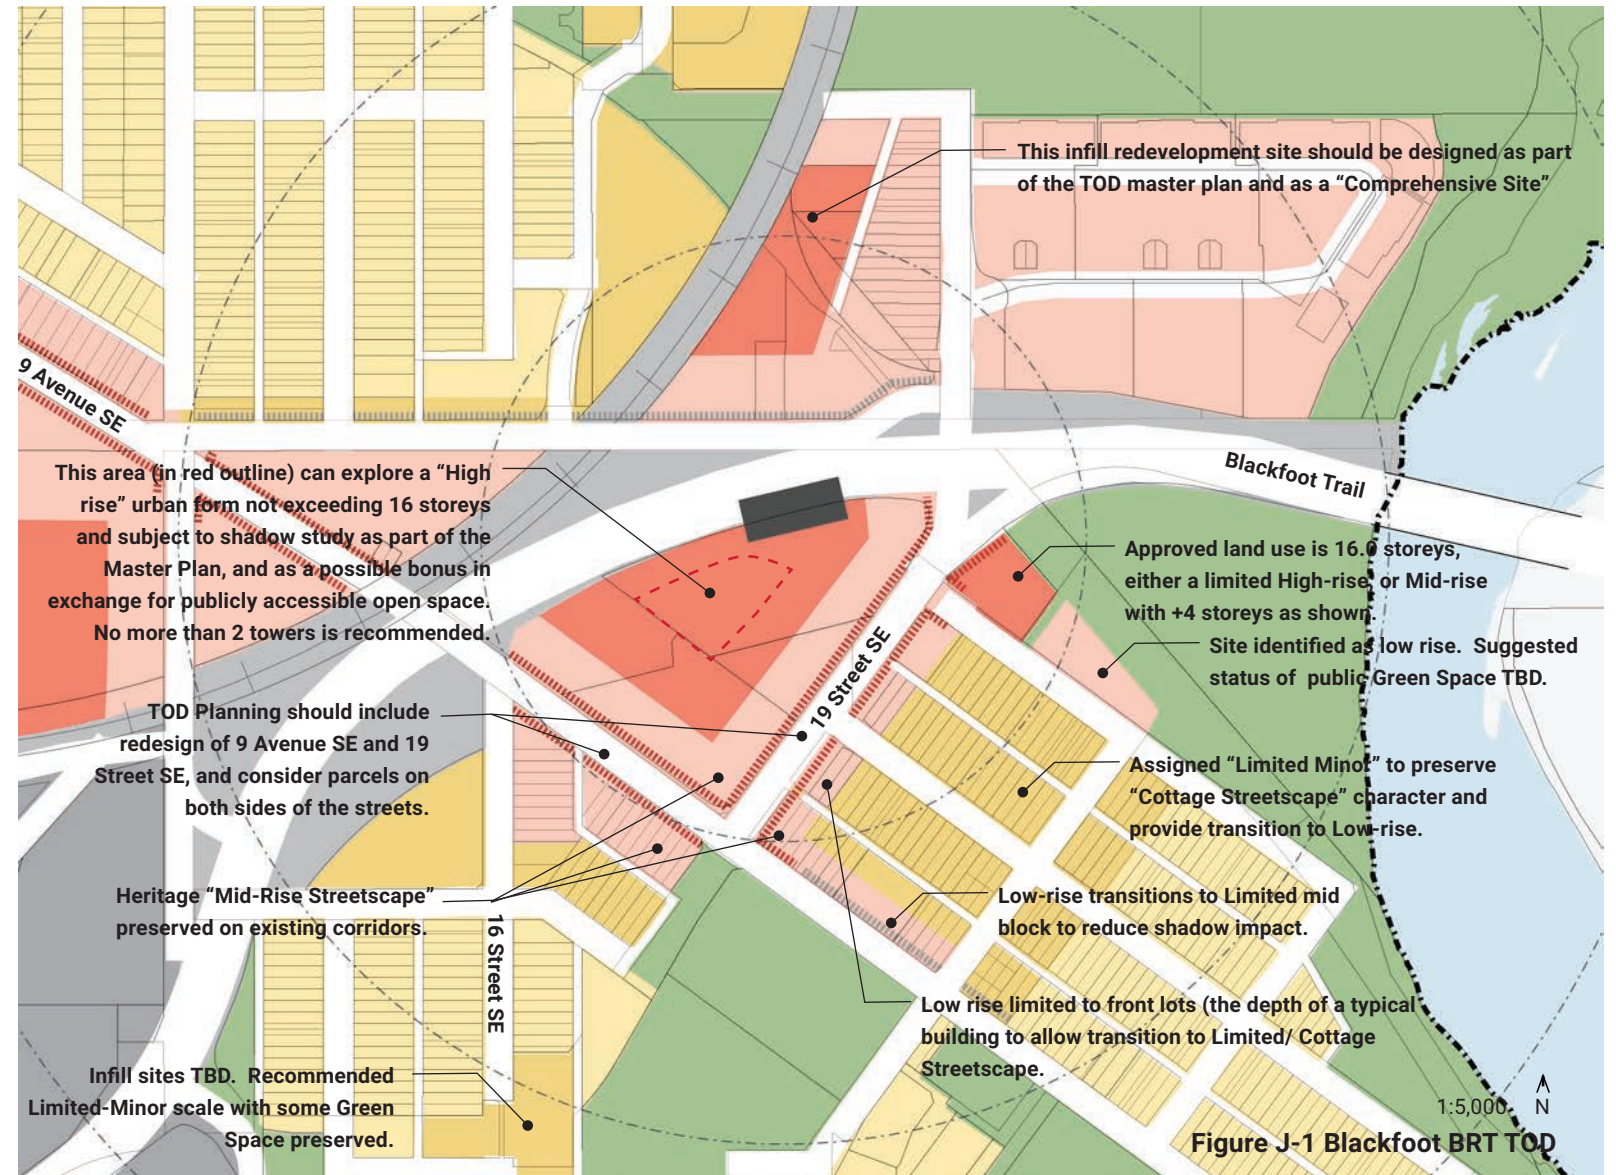 This infill redevelopment site should be designed as part
of the TOD master plan and as a “Comprehensive Site”
9 Avenue SE
This area (in red outline) can explore a “High
rise” urban form not exceeding 16 storeys
and subject to shadow study as part of the
Master Plan, and as a possible bonus in
exchange for publicly accessible open space.
No more than 2 towers is recommended.
Blackfoot Trail
Approved land use is 16.0 storeys,
either a limited High-rise, or Mid-rise
with +4 storeys as shown.
Site identified as low rise. Suggested
status of public Green Space TBD.
19 Street SE
TOD Planning should include
redesign of 9 Avenue SE and 19
Street SE, and consider parcels on
both sides of the streets.
Assigned “Limited Minor” to preserve
“Cottage Streetscape” character and
provide transition to Low-rise.
Heritage “Mid-Rise Streetscape”
preserved on existing corridors.
16 Street SE
Low-rise transitions to Limited mid
block to reduce shadow impact.
Low rise limited to front lots (the depth of a typical
building to allow transition to Limited/ Cottage
Streetscape.
Infill sites TBD. Recommended
Limited-Minor scale with some Green
Space preserved.
1:5,000
N
Figure J-1 Blackfoot BRT TOD